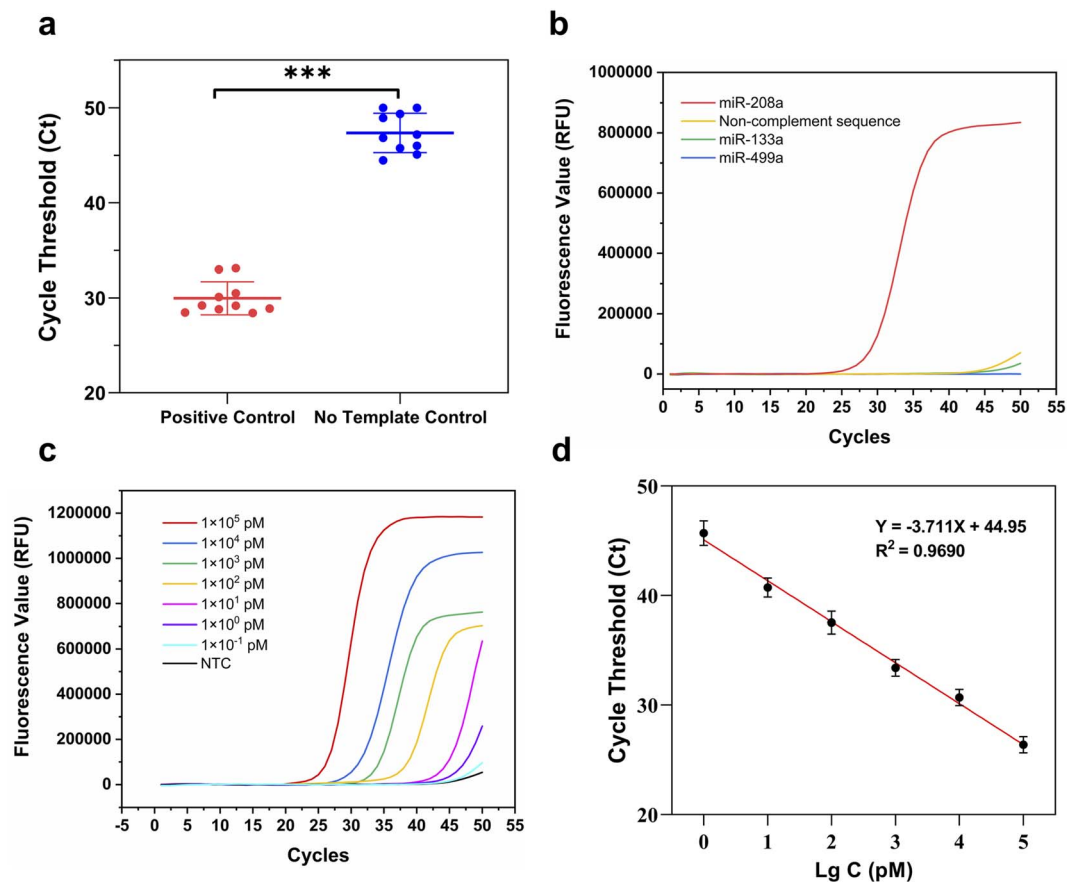 a
***
Cycle Threshold (Ct)
50
40
30
20
Positive Control
No Template Control
b
1000000
800000
600000
400000
200000
0
Fluorescence Value (RFU)
miR-208a
Non-complement sequence
miR-133a
miR-499a
0 5 10 15 20 25 30 35 40 45 50 55
Cycles
c
1200000
1000000
800000
600000
400000
200000
0
Fluorescence Value (RFU)
1×10⁵ pM
1×10⁴ pM
1×10³ pM
1×10² pM
1×10¹ pM
1×10⁰ pM
1×10⁻¹ pM
NTC
-5 0 5 10 15 20 25 30 35 40 45 50 55
Cycles
d
50
40
30
20
Cycle Threshold (Ct)
Y = -3.711X + 44.95
R² = 0.9690
0 1 2 3 4 5
Lg C (pM)